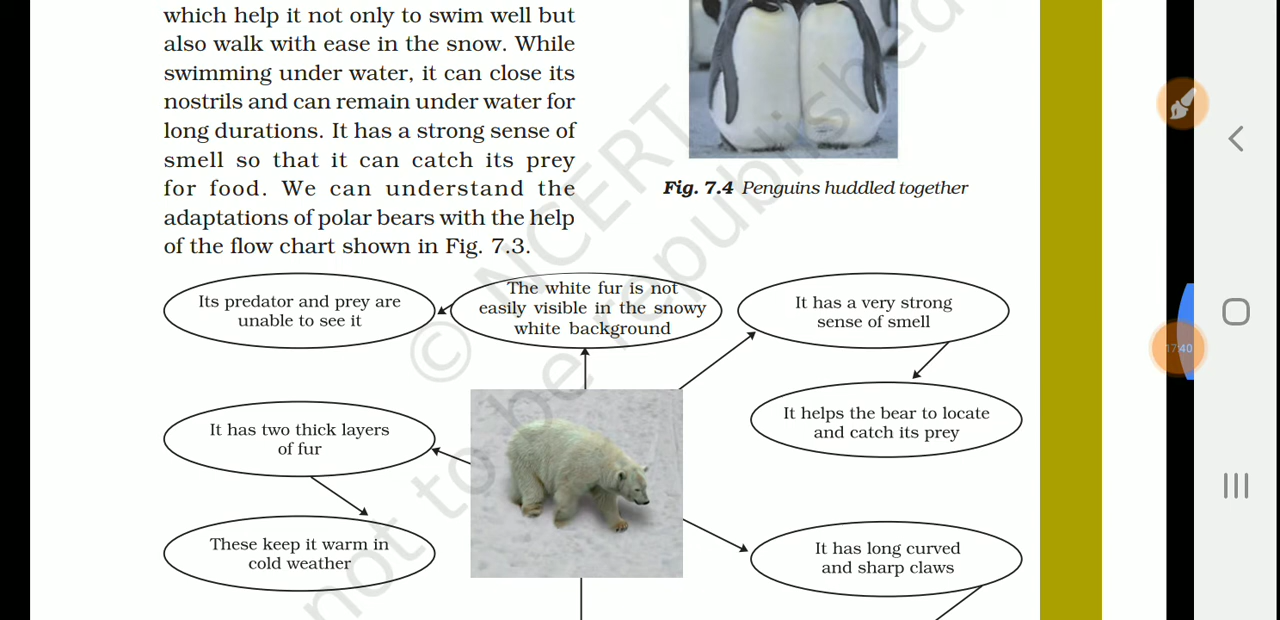 which help it not only to swim well but
also walk with ease in the snow. While
swimming under water, it can close its
nostrils and can remain under water for
long durations. It has a strong sense of
smell so that it can catch its prey
for food. We can understand the
adaptations of polar bears with the help
of the flow chart shown in Fig. 7.3.
Fig. 7.4 Penguins huddled together
Its predator and prey are
unable to see it
The white fur is not
easily visible in the snowy
white background
It has a very strong
sense of smell
It helps the bear to locate
and catch its prey
It has two thick layers
of fur
These keep it warm in
cold weather
It has long curved
and sharp claws
© NCERT
not to be republished
17:40